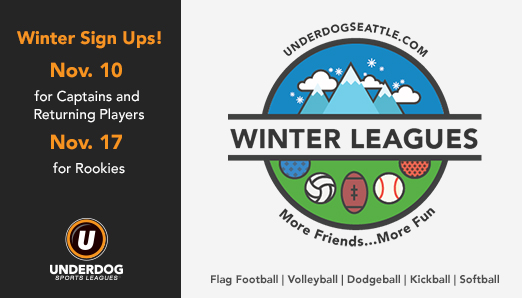 Winter Sign Ups!
Nov. 10
for Captains and
Returning Players
Nov. 17
for Rookies
U
UNDERDOG
SPORTS LEAGUES
UNDERDOGSEATTLE.COM
WINTER LEAGUES
More Friends...More Fun
Flag Football | Volleyball | Dodgeball | Kickball | Softball